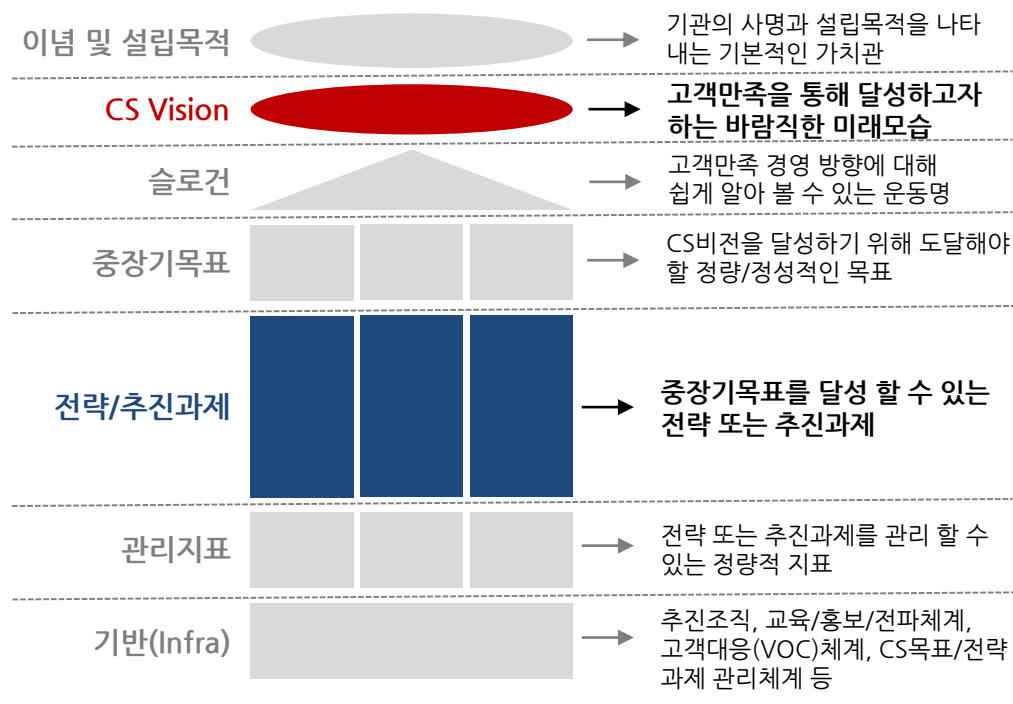 이념 및 설립목적
기관의 사명과 설립목적을 나타
내는 기본적인 가치관
CS Vision
고객만족을 통해 달성하고자
하는 바람직한 미래모습
슬로건
고객만족 경영 방향에 대해
쉽게 알아 볼 수 있는 운동명
중장기목표
CS비전을 달성하기 위해 도달해야
할 정량/정성적인 목표
전략/추진과제
중장기목표를 달성 할 수 있는
전략 또는 추진과제
관리지표
전략 또는 추진과제를 관리 할 수
있는 정량적 지표
기반(Infra)
추진조직, 교육/홍보/전파체계,
고객대응(VOC)체계, CS목표/전략
과제 관리체계 등